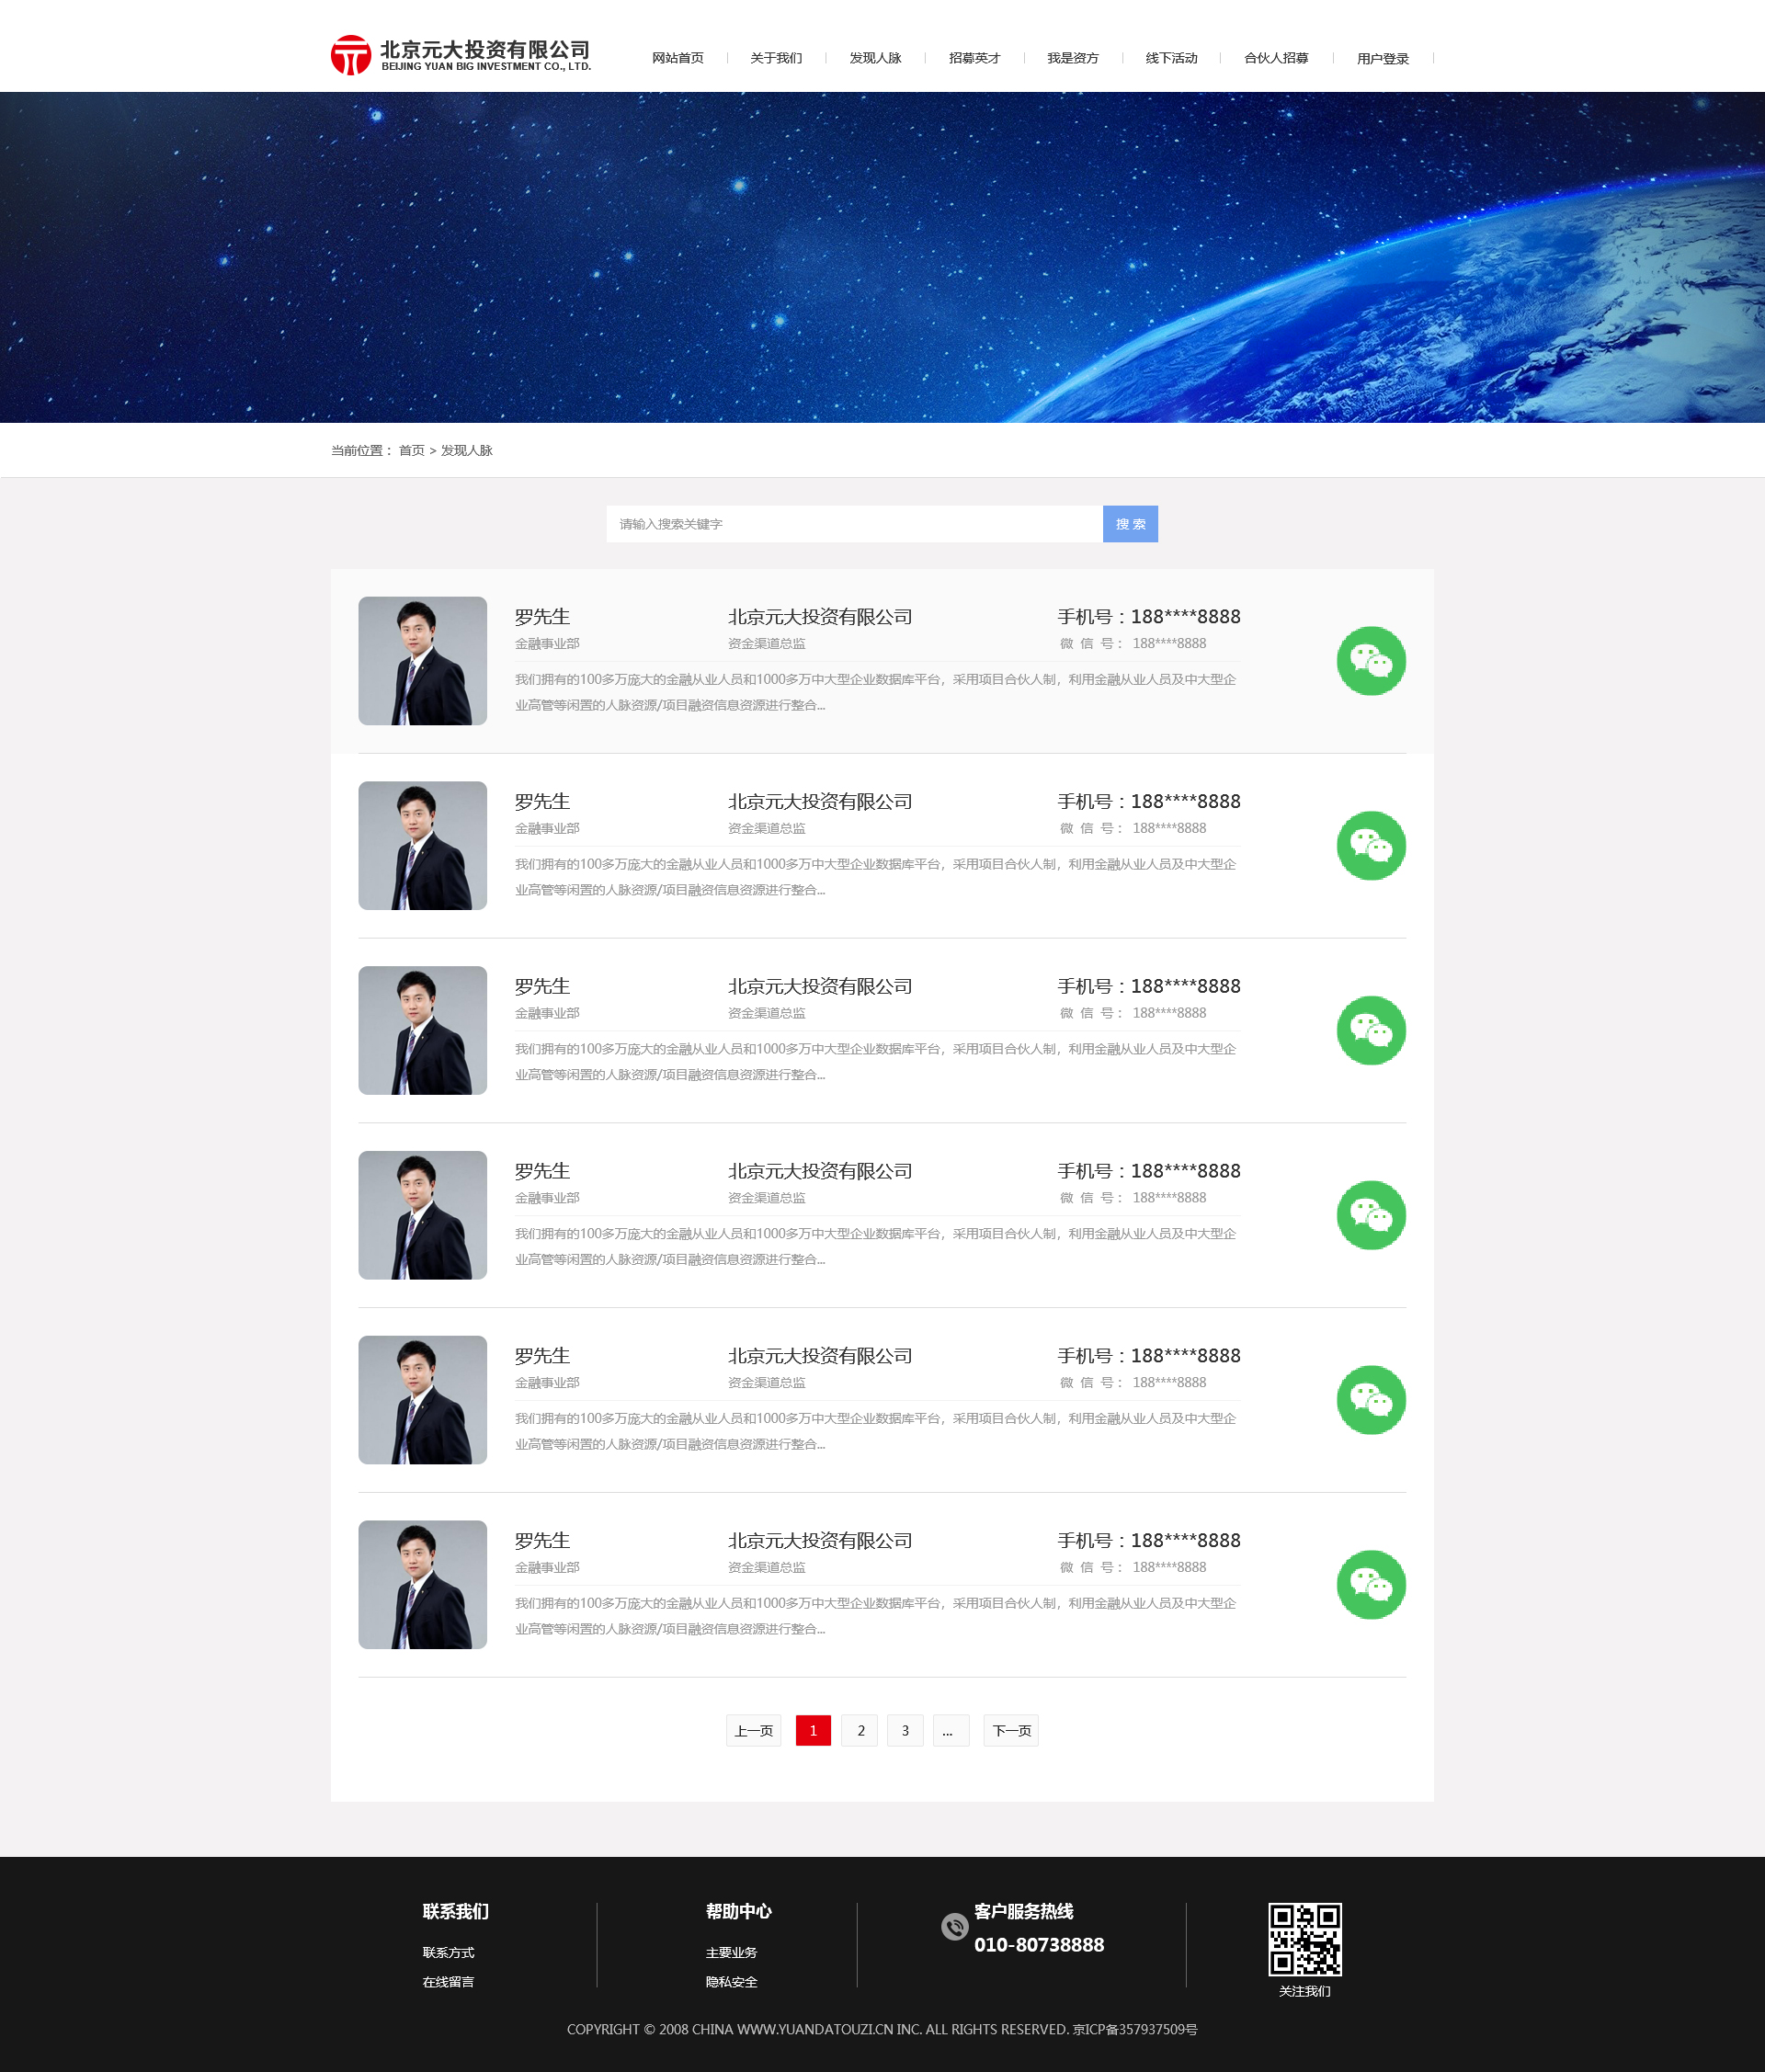 北京元大投资有限公司
BEIJING YUAN BIG INVESTMENT CO., LTD.
网站首页 关于我们 发现人脉 招募英才 我是资方 线下活动 合伙人招募 用户登录
当前位置： 首页 > 发现人脉
请输入搜索关键字 搜 索
罗先生 北京元大投资有限公司 手机号：188****8888
金融事业部 资金渠道总监 微 信 号： 188****8888
我们拥有的100多万庞大的金融从业人员和1000多万中大型企业数据库平台，采用项目合伙人制，利用金融从业人员及中大型企
业高管等闲置的人脉资源/项目融资信息资源进行整合...
罗先生 北京元大投资有限公司 手机号：188****8888
金融事业部 资金渠道总监 微 信 号： 188****8888
我们拥有的100多万庞大的金融从业人员和1000多万中大型企业数据库平台，采用项目合伙人制，利用金融从业人员及中大型企
业高管等闲置的人脉资源/项目融资信息资源进行整合...
罗先生 北京元大投资有限公司 手机号：188****8888
金融事业部 资金渠道总监 微 信 号： 188****8888
我们拥有的100多万庞大的金融从业人员和1000多万中大型企业数据库平台，采用项目合伙人制，利用金融从业人员及中大型企
业高管等闲置的人脉资源/项目融资信息资源进行整合...
罗先生 北京元大投资有限公司 手机号：188****8888
金融事业部 资金渠道总监 微 信 号： 188****8888
我们拥有的100多万庞大的金融从业人员和1000多万中大型企业数据库平台，采用项目合伙人制，利用金融从业人员及中大型企
业高管等闲置的人脉资源/项目融资信息资源进行整合...
罗先生 北京元大投资有限公司 手机号：188****8888
金融事业部 资金渠道总监 微 信 号： 188****8888
我们拥有的100多万庞大的金融从业人员和1000多万中大型企业数据库平台，采用项目合伙人制，利用金融从业人员及中大型企
业高管等闲置的人脉资源/项目融资信息资源进行整合...
罗先生 北京元大投资有限公司 手机号：188****8888
金融事业部 资金渠道总监 微 信 号： 188****8888
我们拥有的100多万庞大的金融从业人员和1000多万中大型企业数据库平台，采用项目合伙人制，利用金融从业人员及中大型企
业高管等闲置的人脉资源/项目融资信息资源进行整合...
上一页 1 2 3 ... 下一页
联系我们
联系方式
在线留言
帮助中心
主要业务
隐私安全
客户服务热线
010-80738888
关注我们
COPYRIGHT © 2008 CHINA WWW.YUANDATOUZI.CN INC. ALL RIGHTS RESERVED. 京ICP备357937509号